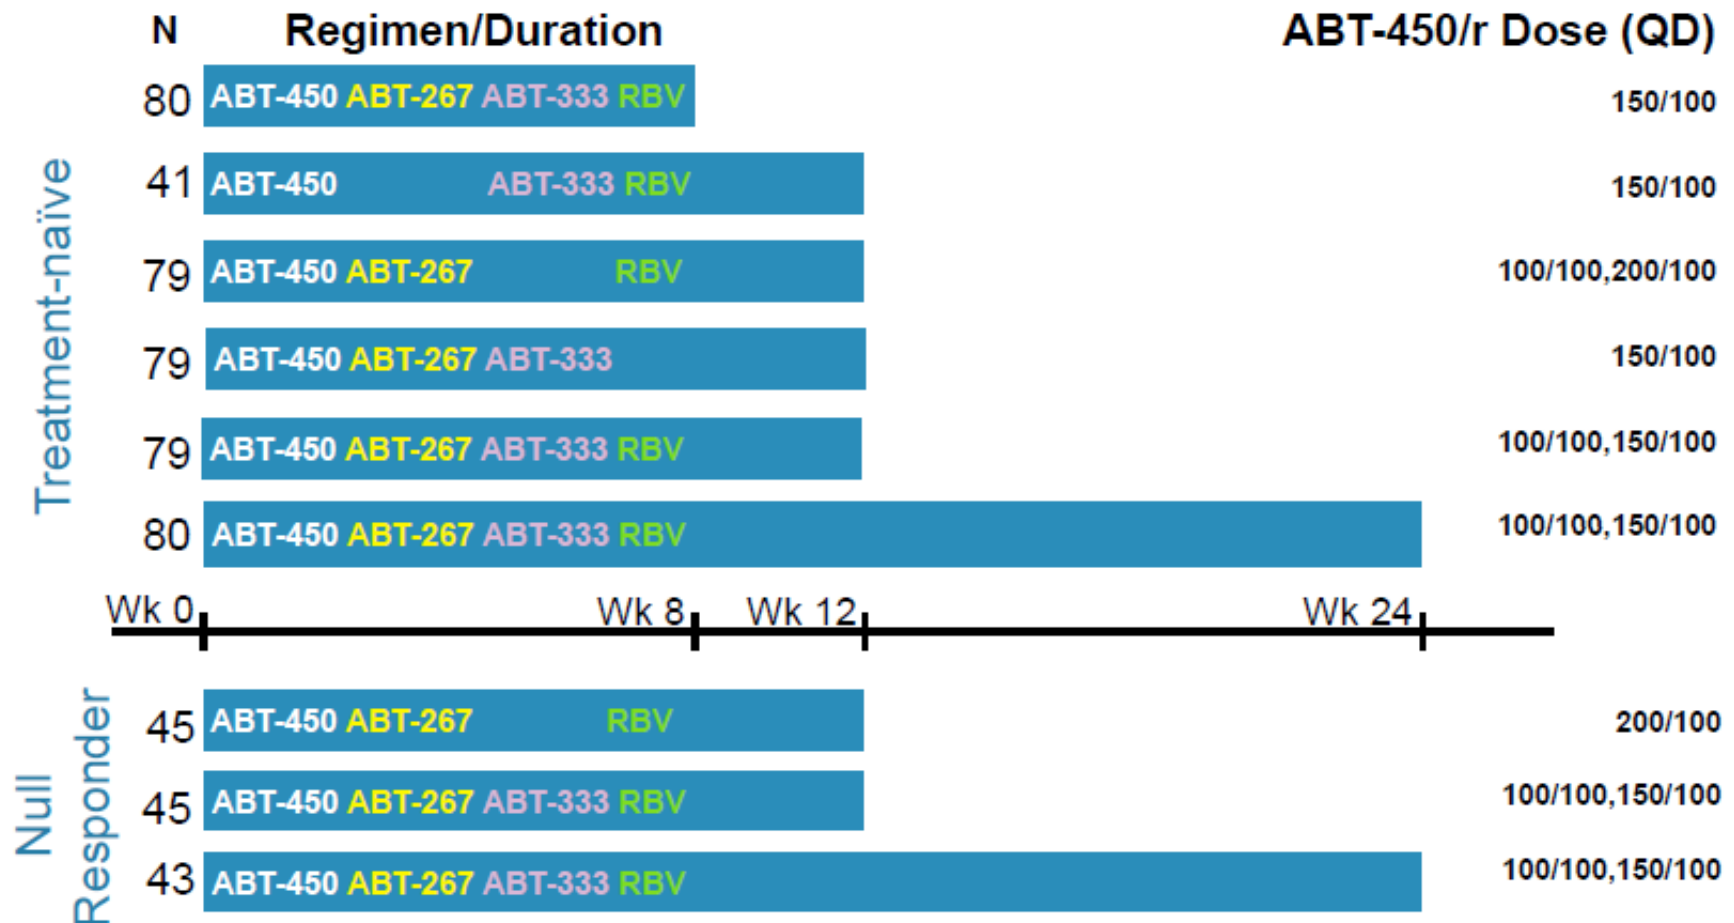 N Regimen/Duration ABT-450/r Dose (QD)
Treatment-naïve
80 ABT-450 ABT-267 ABT-333 RBV 150/100
41 ABT-450 ABT-333 RBV 150/100
79 ABT-450 ABT-267 RBV 100/100,200/100
79 ABT-450 ABT-267 ABT-333 150/100
79 ABT-450 ABT-267 ABT-333 RBV 100/100,150/100
80 ABT-450 ABT-267 ABT-333 RBV 100/100,150/100
Wk 0 Wk 8 Wk 12 Wk 24
Null
Responder
45 ABT-450 ABT-267 RBV 200/100
45 ABT-450 ABT-267 ABT-333 RBV 100/100,150/100
43 ABT-450 ABT-267 ABT-333 RBV 100/100,150/100